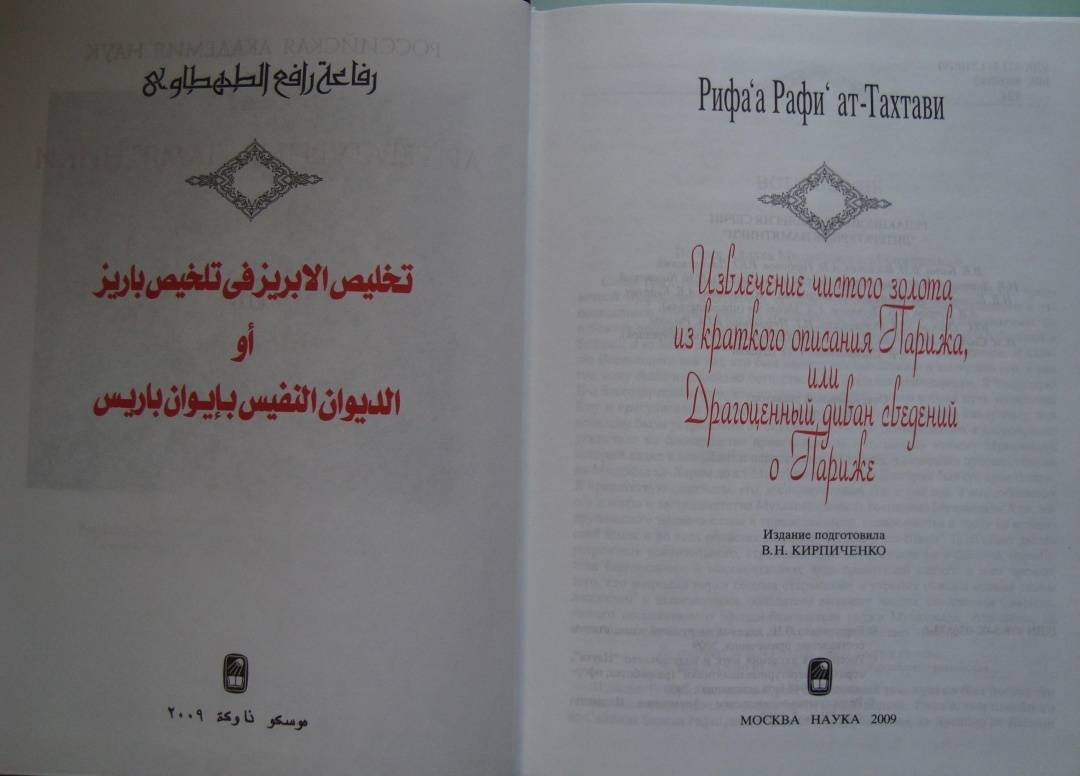 رفاعة رافع الطهطاوى
تخليص الابريز فى تلخيص باريز
أو
الديوان النفيس بإيوان باريس
موسكو ناوكة ٢٠٠٩
Рифа‘а Рафи‘ ат-Тахтави
Извлечение чистого золота
из краткого описания Парижа,
или
Драгоценный диван сведений
о Париже
Издание подготовила
В.Н. КИРПИЧЕНКО
МОСКВА НАУКА 2009